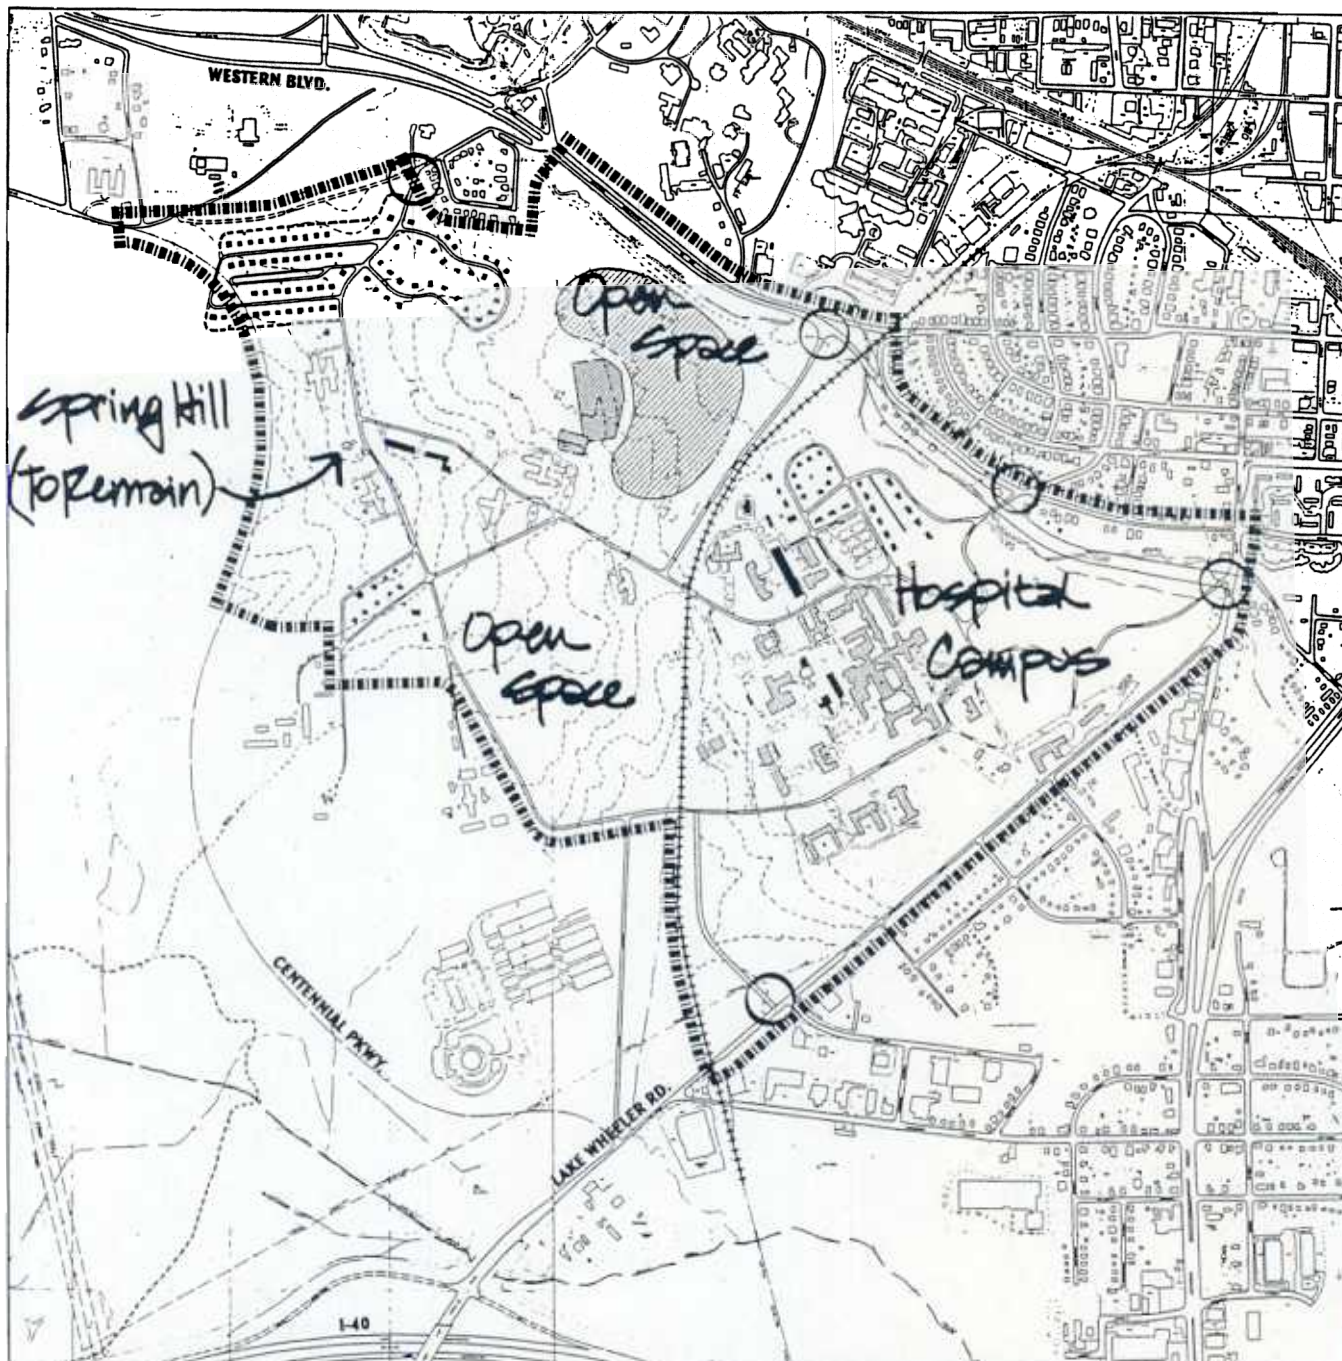 WESTERN BLVD.
Open
Space
Spring Hill
(To Remain)
Hospital
Campus
Open
Space
CENTENNIAL PKWY.
LAKE WHEELER RD.
I-40